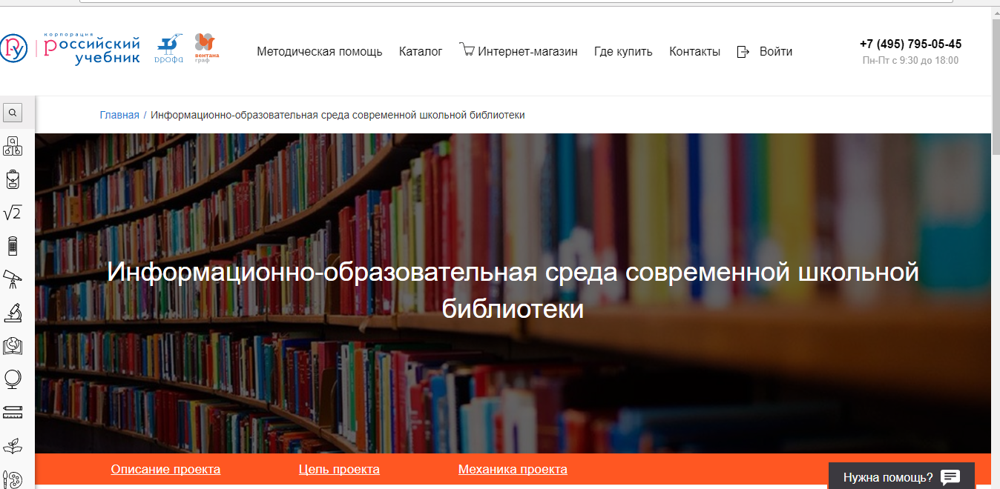 корпорация
российский
учебник
дрофа
вентана
граф
Методическая помощь
Каталог
Интернет-магазин
Где купить
Контакты
Войти
+7 (495) 795-05-45
Пн-Пт с 9:30 до 18:00
Главная / Информационно-образовательная среда современной школьной библиотеки
√2
Информационно-образовательная среда современной школьной
библиотеки
Описание проекта
Цель проекта
Механика проекта
Нужна помощь?